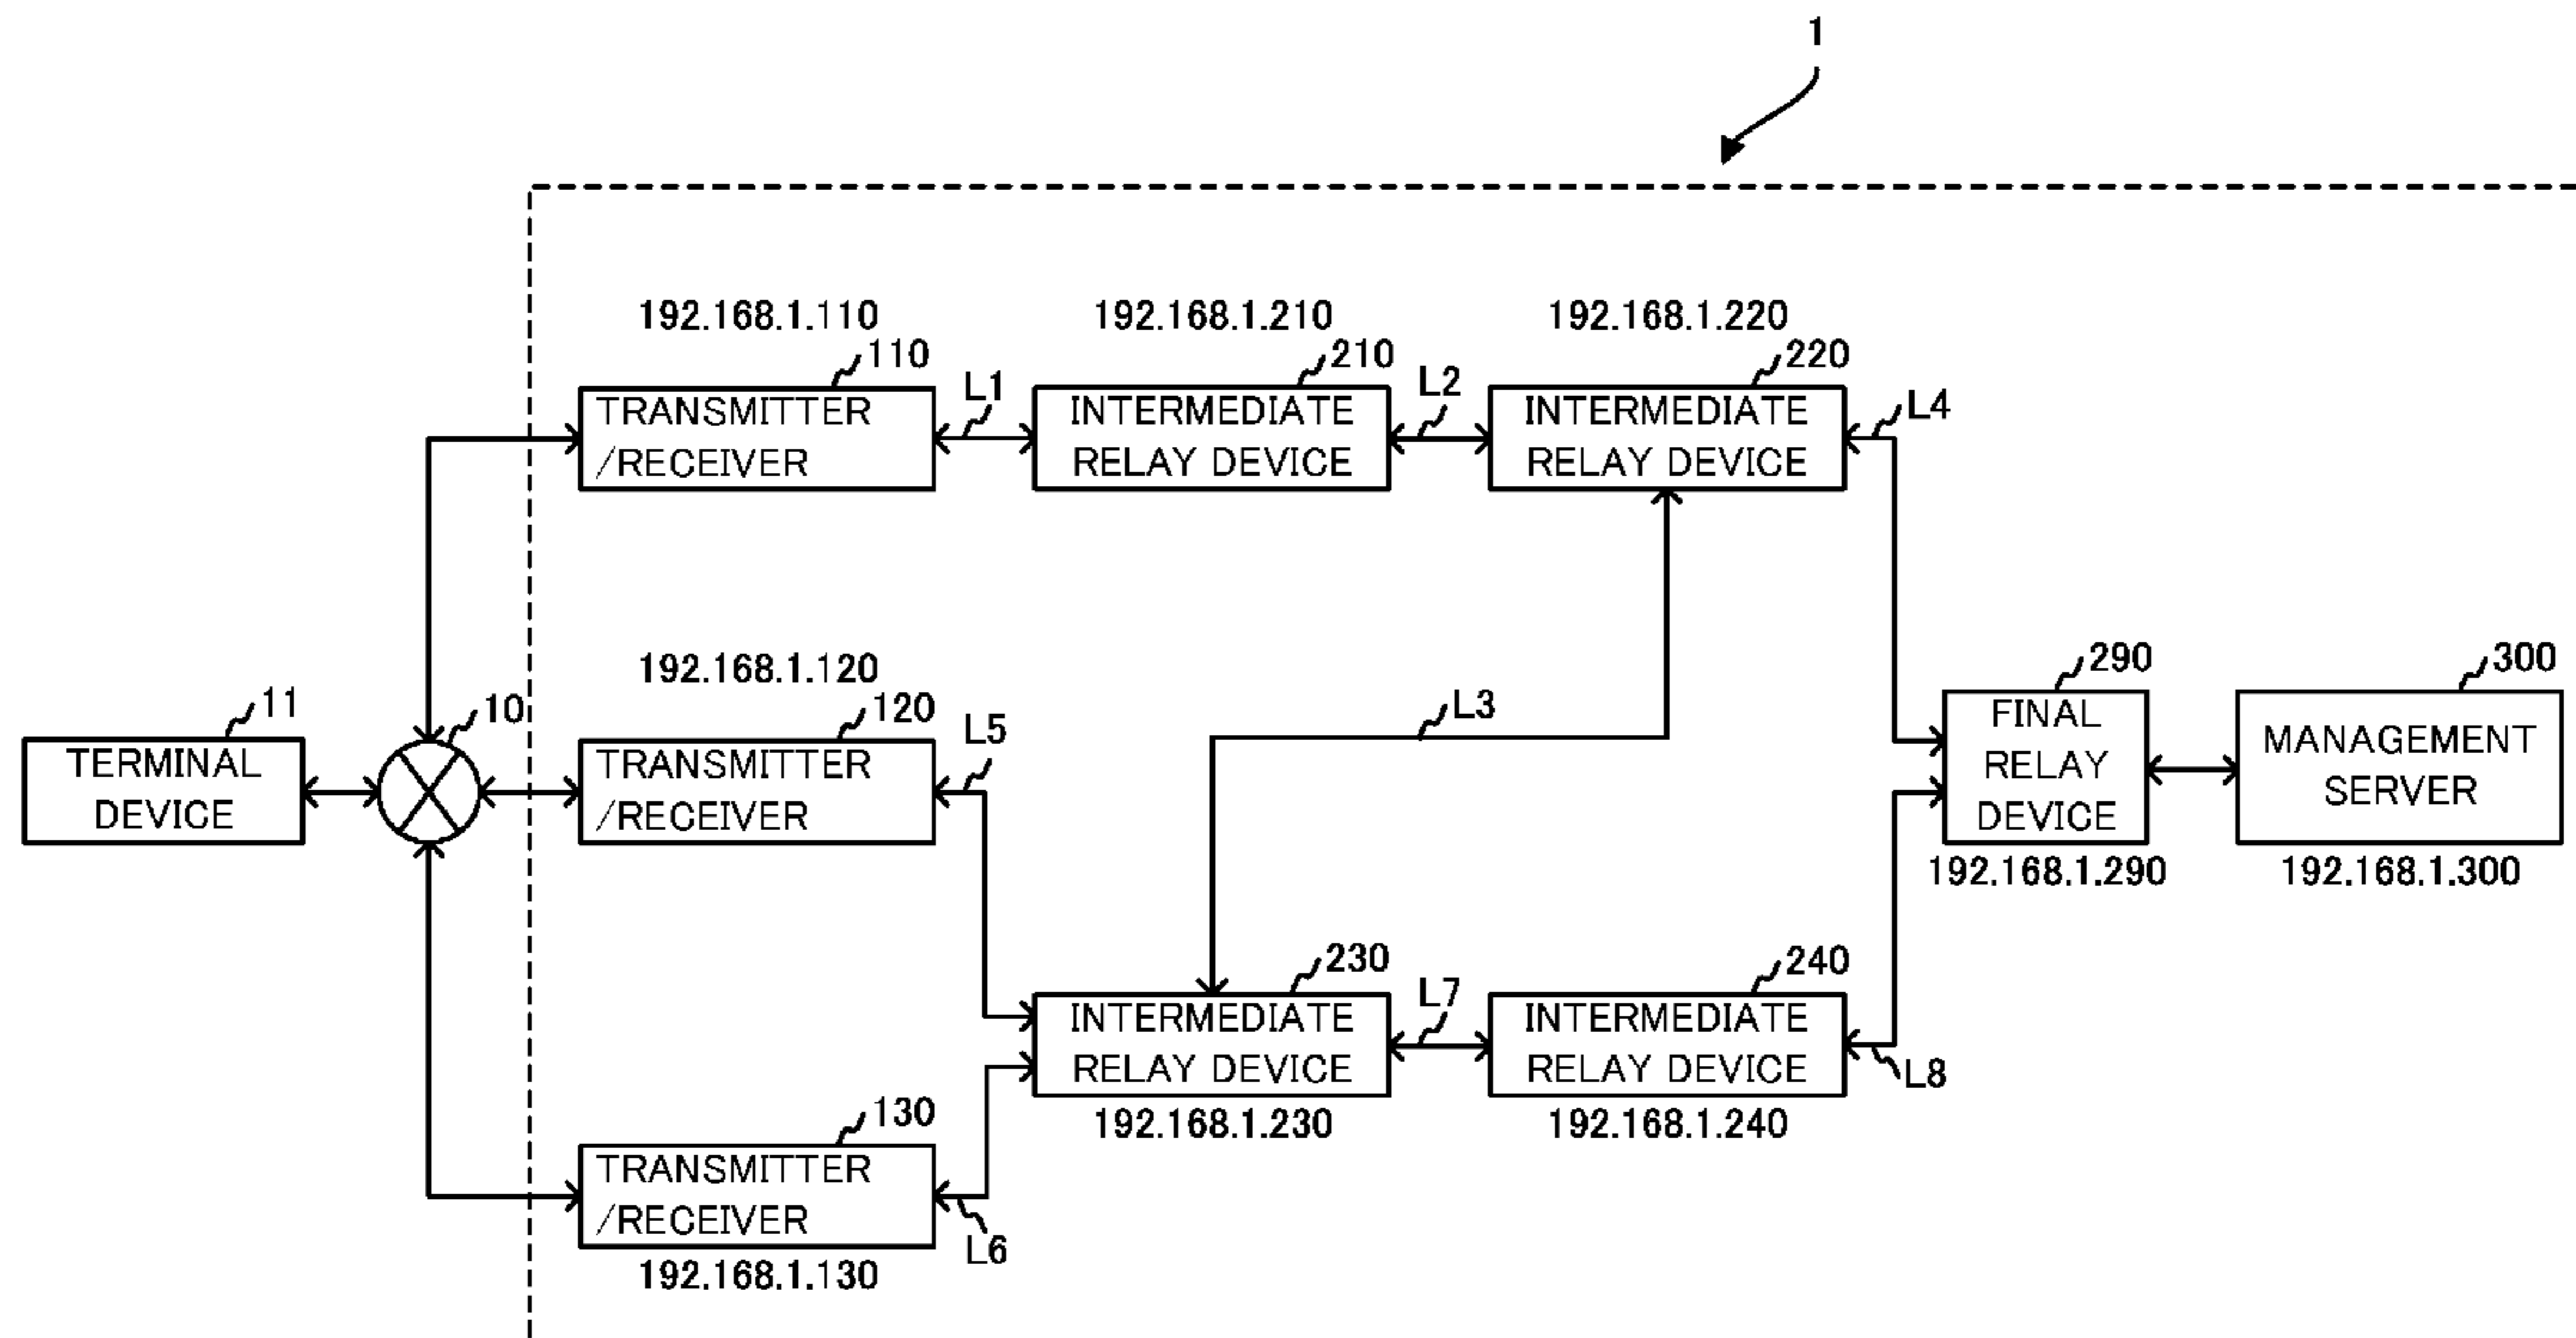 1
192.168.1.110
192.168.1.210
192.168.1.220
110
210
220
L1
L2
L4
TRANSMITTER
/RECEIVER
INTERMEDIATE
RELAY DEVICE
INTERMEDIATE
RELAY DEVICE
192.168.1.120
120
L5
L3
11
10
290
300
TERMINAL
DEVICE
TRANSMITTER
/RECEIVER
FINAL
RELAY
DEVICE
MANAGEMENT
SERVER
192.168.1.290
192.168.1.300
230
240
L7
L8
INTERMEDIATE
RELAY DEVICE
INTERMEDIATE
RELAY DEVICE
192.168.1.230
192.168.1.240
130
L6
TRANSMITTER
/RECEIVER
192.168.1.130